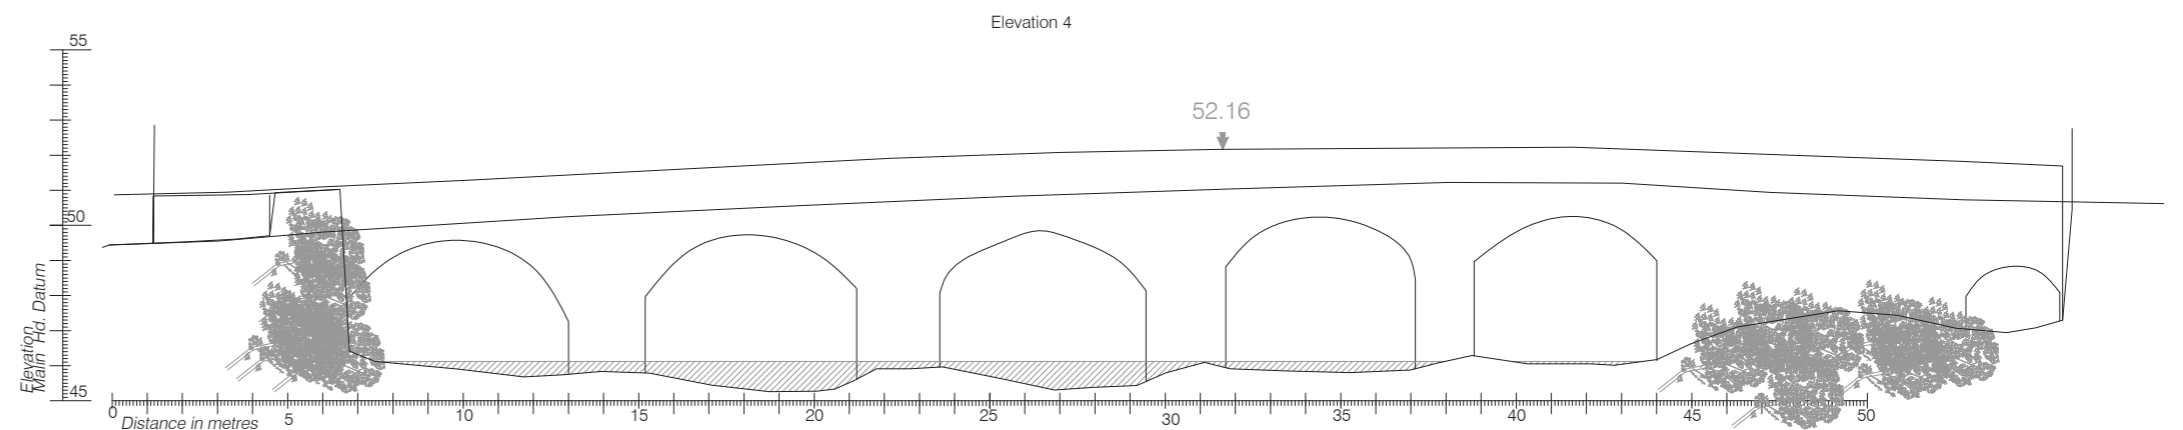 Elevation 4
55
52.16
50
Elevation
Main Hd. Datum
45
0 5 10 15 20 25 30 35 40 45 50
Distance in metres